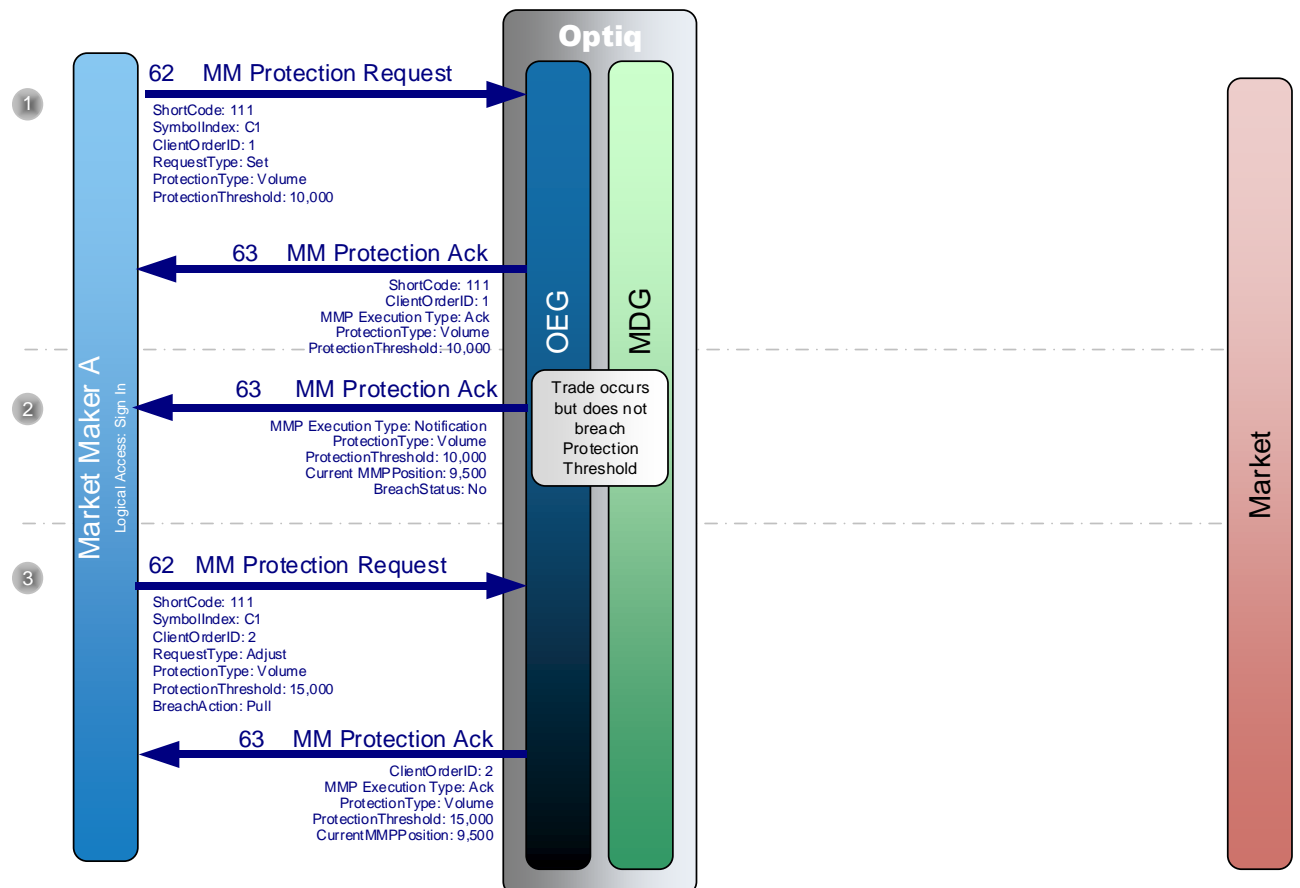 Optiq
62 MM Protection Request
1
ShortCode: 111
SymbolIndex: C1
ClientOrderID: 1
RequestType: Set
ProtectionType: Volume
ProtectionThreshold: 10,000
63 MM Protection Ack
ShortCode: 111
ClientOrderID: 1
MMP Execution Type: Ack
ProtectionType: Volume
ProtectionThreshold: 10,000
OEG
MDG
Market Maker A
Logical Access: Sign In
Market
2
63 MM Protection Ack
MMP Execution Type: Notification
ProtectionType: Volume
ProtectionThreshold: 10,000
Current MMPPosition: 9,500
BreachStatus: No
Trade occurs
but does not
breach
Protection
Threshold
3
62 MM Protection Request
ShortCode: 111
SymbolIndex: C1
ClientOrderID: 2
RequestType: Adjust
ProtectionType: Volume
ProtectionThreshold: 15,000
BreachAction: Pull
63 MM Protection Ack
ClientOrderID: 2
MMP Execution Type: Ack
ProtectionType: Volume
ProtectionThreshold: 15,000
CurrentMMPPosition: 9,500